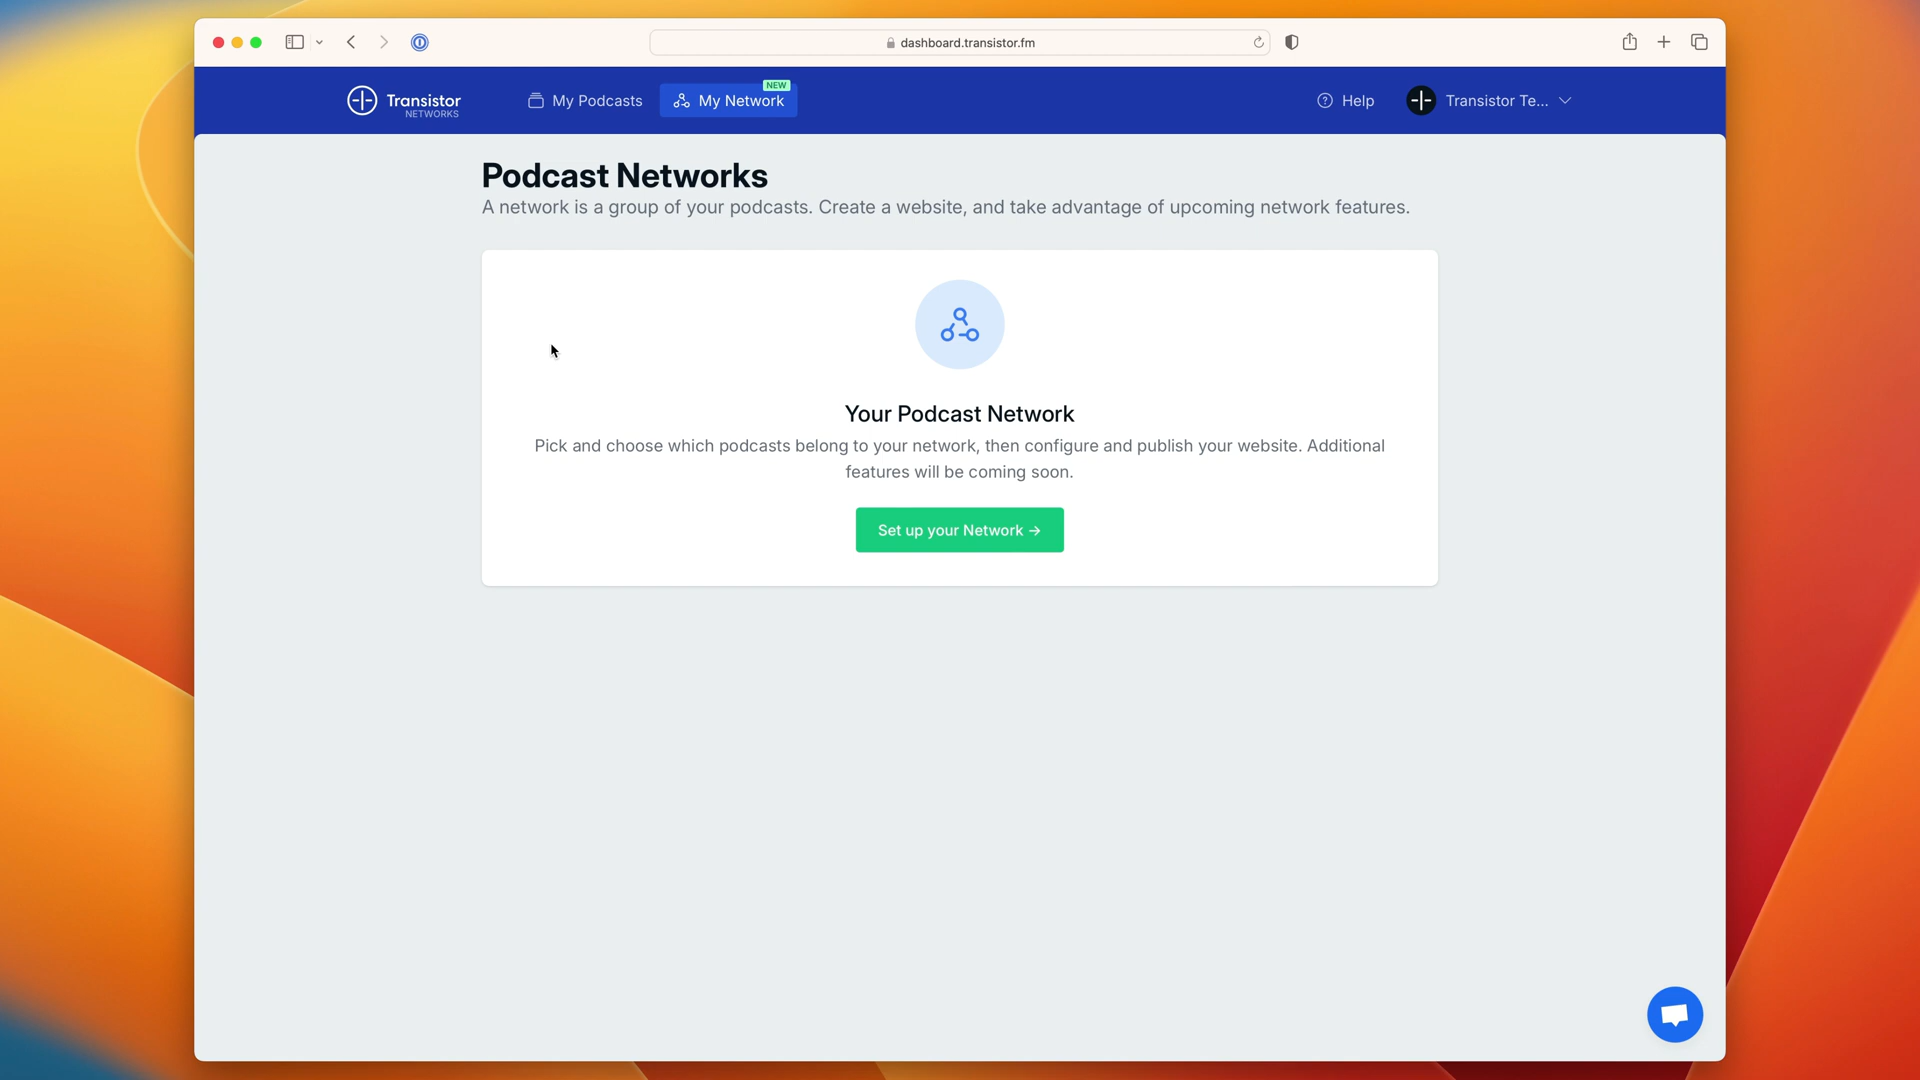 dashboard.transistor.fm
Transistor
NETWORKS
My Podcasts
My Network
NEW
Help
Transistor Te...
Podcast Networks
A network is a group of your podcasts. Create a website, and take advantage of upcoming network features.
Your Podcast Network
Pick and choose which podcasts belong to your network, then configure and publish your website. Additional
features will be coming soon.
Set up your Network →